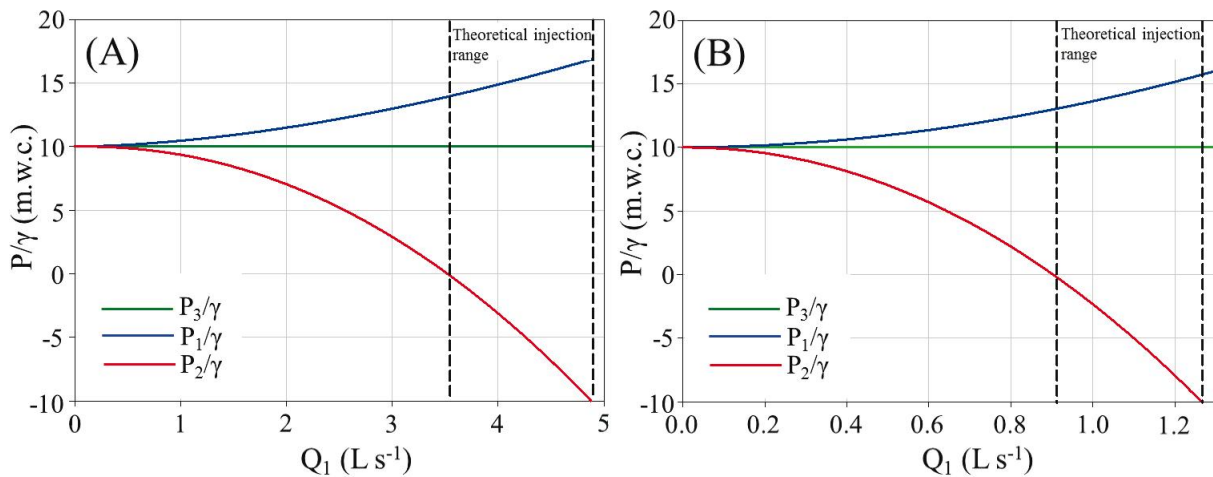 (A)
Theoretical injection
range
20
15
10
5
0
-5
-10
P/γ (m.w.c.)
P₃/γ
P₁/γ
P₂/γ
0 1 2 3 4 5
Q₁ (L s⁻¹)
(B)
Theoretical injection
range
20
15
10
5
0
-5
-10
P/γ (m.w.c.)
P₃/γ
P₁/γ
P₂/γ
0.0 0.2 0.4 0.6 0.8 1.0 1.2
Q₁ (L s⁻¹)